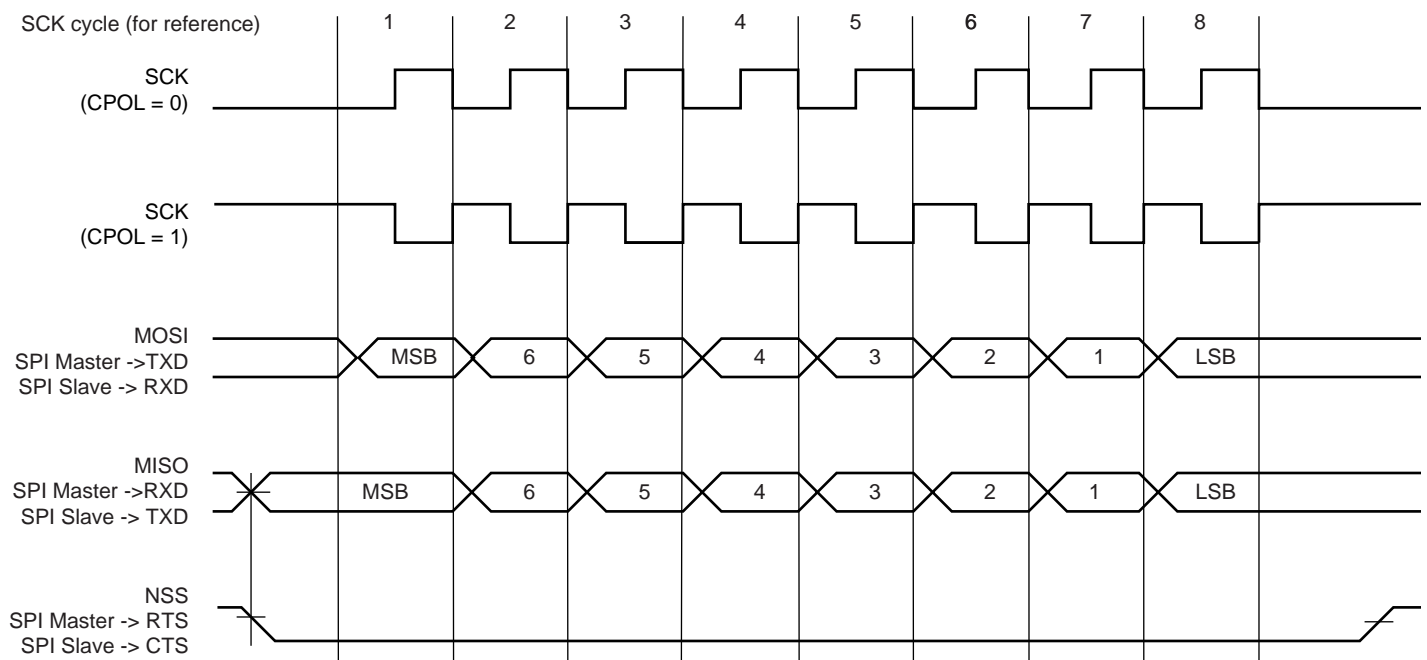 SCK cycle (for reference) 1 2 3 4 5 6 7 8
SCK
(CPOL = 0)
SCK
(CPOL = 1)
MOSI
SPI Master ->TXD
SPI Slave -> RXD
MSB 6 5 4 3 2 1 LSB
MISO
SPI Master ->RXD
SPI Slave -> TXD
MSB 6 5 4 3 2 1 LSB
NSS
SPI Master -> RTS
SPI Slave -> CTS